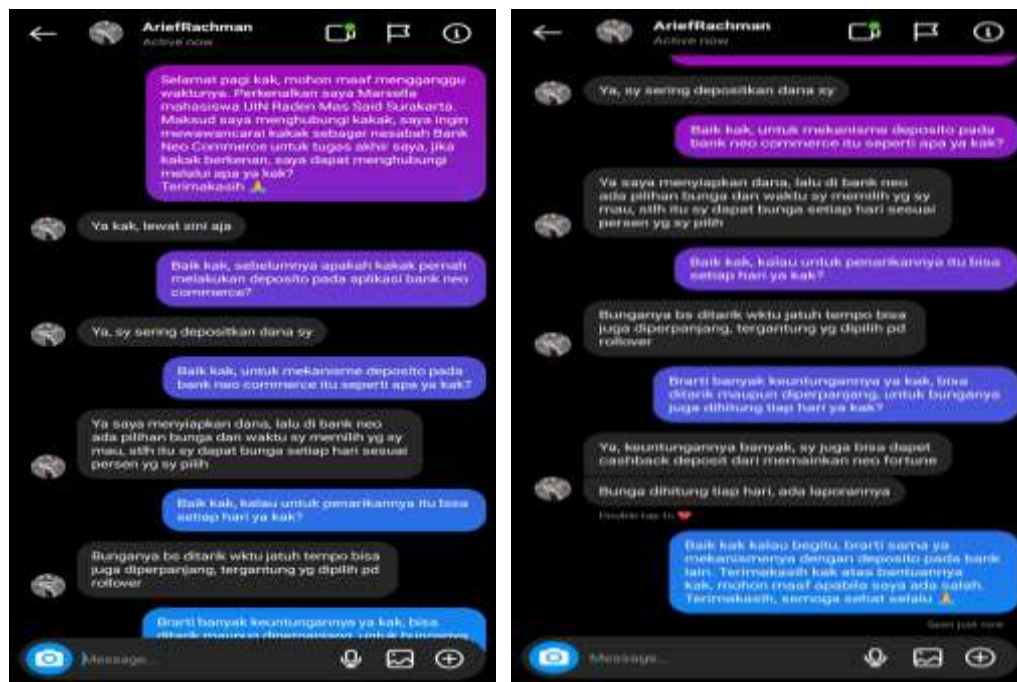 AriefRachman
Active now
Selamat pagi kak, mohon maaf mengganggu
waktunya. Perkenalkan saya Marsella
mahasiswa UIN Raden Mas Said Surakarta.
Maksud saya menghubungi kakak, saya ingin
mewawancarai kakak sebagai nasabah Bank
Neo Commerce untuk tugas akhir saya, jika
kakak berkenan, saya dapat menghubungi
melalui apa ya kak?
Terimakasih 🙏
Ya kak, lewat sini aja
Baik kak, sebelumnya apakah kakak pernah
melakukan deposito pada aplikasi bank neo
commerce?
Ya, sy sering depositkan dana sy
Baik kak, untuk mekanisme deposito pada
bank neo commerce itu seperti apa ya kak?
Ya saya menyiapkan dana, lalu di bank neo
ada pilihan bunga dan waktu sy memilih yg sy
mau, stlh itu sy dapat bunga setiap hari sesuai
persen yg sy pilih
Baik kak, kalau untuk penarikannya itu bisa
setiap hari ya kak?
Bunganya bs ditarik wktu jatuh tempo bisa
juga diperpanjang, tergantung yg dipilih pd
rollover
Brarti banyak keuntungannya ya kak, bisa
ditarik maupun diperpanjang, untuk bunganya
Message...
AriefRachman
Active now
Ya, sy sering depositkan dana sy
Baik kak, untuk mekanisme deposito pada
bank neo commerce itu seperti apa ya kak?
Ya saya menyiapkan dana, lalu di bank neo
ada pilihan bunga dan waktu sy memilih yg sy
mau, stlh itu sy dapat bunga setiap hari sesuai
persen yg sy pilih
Baik kak, kalau untuk penarikannya itu bisa
setiap hari ya kak?
Bunganya bs ditarik wktu jatuh tempo bisa
juga diperpanjang, tergantung yg dipilih pd
rollover
Brarti banyak keuntungannya ya kak, bisa
ditarik maupun diperpanjang, untuk bunganya
juga dihitung tiap hari ya kak?
Ya, keuntungannya banyak, sy juga bisa dapet
cashback deposit dari memainkan neo fortune
Bunga dihitung tiap hari, ada laporannya
Double tap to ❤️
Baik kak kalau begitu, brarti sama ya
mekanismenya dengan deposito pada bank
lain. Terimakasih kak atas bantuannya
kak, mohon maaf apabila saya ada salah.
Terimakasih, semoga sehat selalu 🙏
Seen just now
Message...